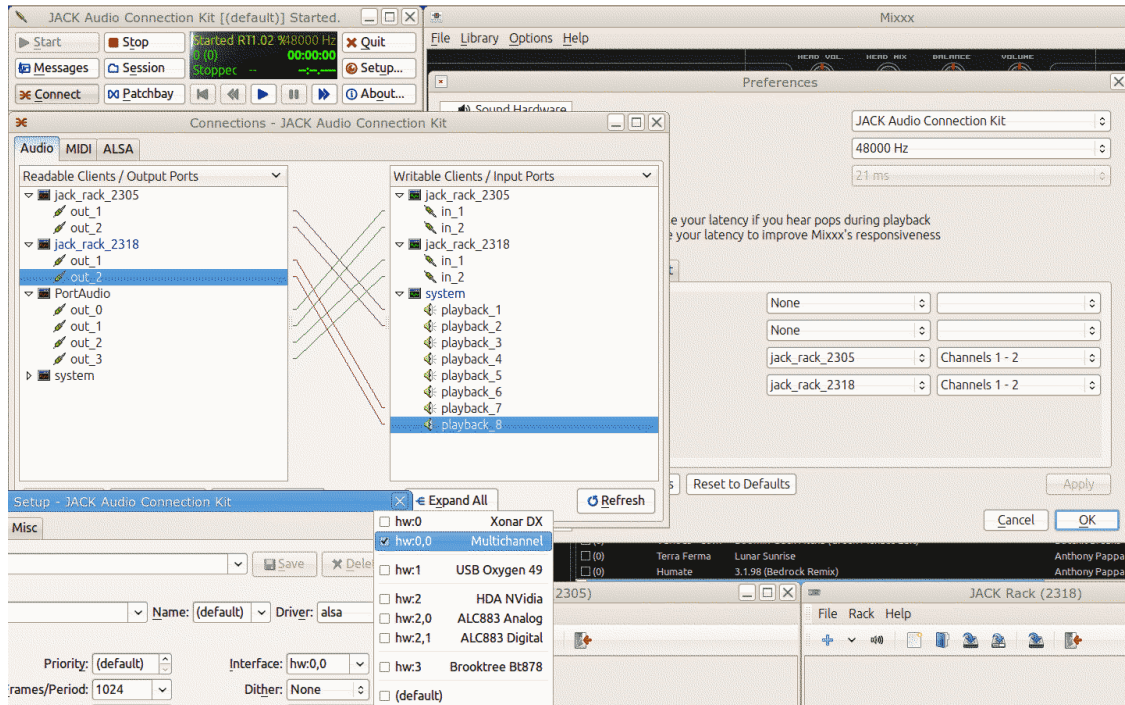 JACK Audio Connection Kit [(default)] Started.
Start
Stop
Started RT1.02 % 48000 Hz
0 (0) 00:00:00
Stopped -- --:--.----
Quit
Messages
Session
Setup...
Connect
Patchbay
About...
Mixxx
File Library Options Help
HEAD VOL. HEAD MIX BALANCE VOLUME
Preferences
Sound Hardware
JACK Audio Connection Kit
48000 Hz
21 ms
e your latency if you hear pops during playback
e your latency to improve Mixxx's responsiveness
None
None
jack_rack_2305 Channels 1 - 2
jack_rack_2318 Channels 1 - 2
Reset to Defaults
Apply
Cancel
OK
Connections - JACK Audio Connection Kit
Audio MIDI ALSA
Readable Clients / Output Ports
jack_rack_2305
out_1
out_2
jack_rack_2318
out_1
out_2
PortAudio
out_0
out_1
out_2
out_3
system
Writable Clients / Input Ports
jack_rack_2305
in_1
in_2
jack_rack_2318
in_1
in_2
system
playback_1
playback_2
playback_3
playback_4
playback_5
playback_6
playback_7
playback_8
Expand All
Refresh
Setup - JACK Audio Connection Kit
Misc
Save
Dele
Name: (default) Driver: alsa
Priority: (default) Interface: hw:0,0
rames/Period: 1024 Dither: None
hw:0 Xonar DX
hw:0,0 Multichannel
hw:1 USB Oxygen 49
hw:2 HDA NVidia
hw:2,0 ALC883 Analog
hw:2,1 ALC883 Digital
hw:3 Brooktree Bt878
(default)
(0) Terra Ferma Lunar Sunrise Anthony Pappa
(0) Humate 3.1.98 (Bedrock Remix) Anthony Pappa
2305)
JACK Rack (2318)
File Rack Help